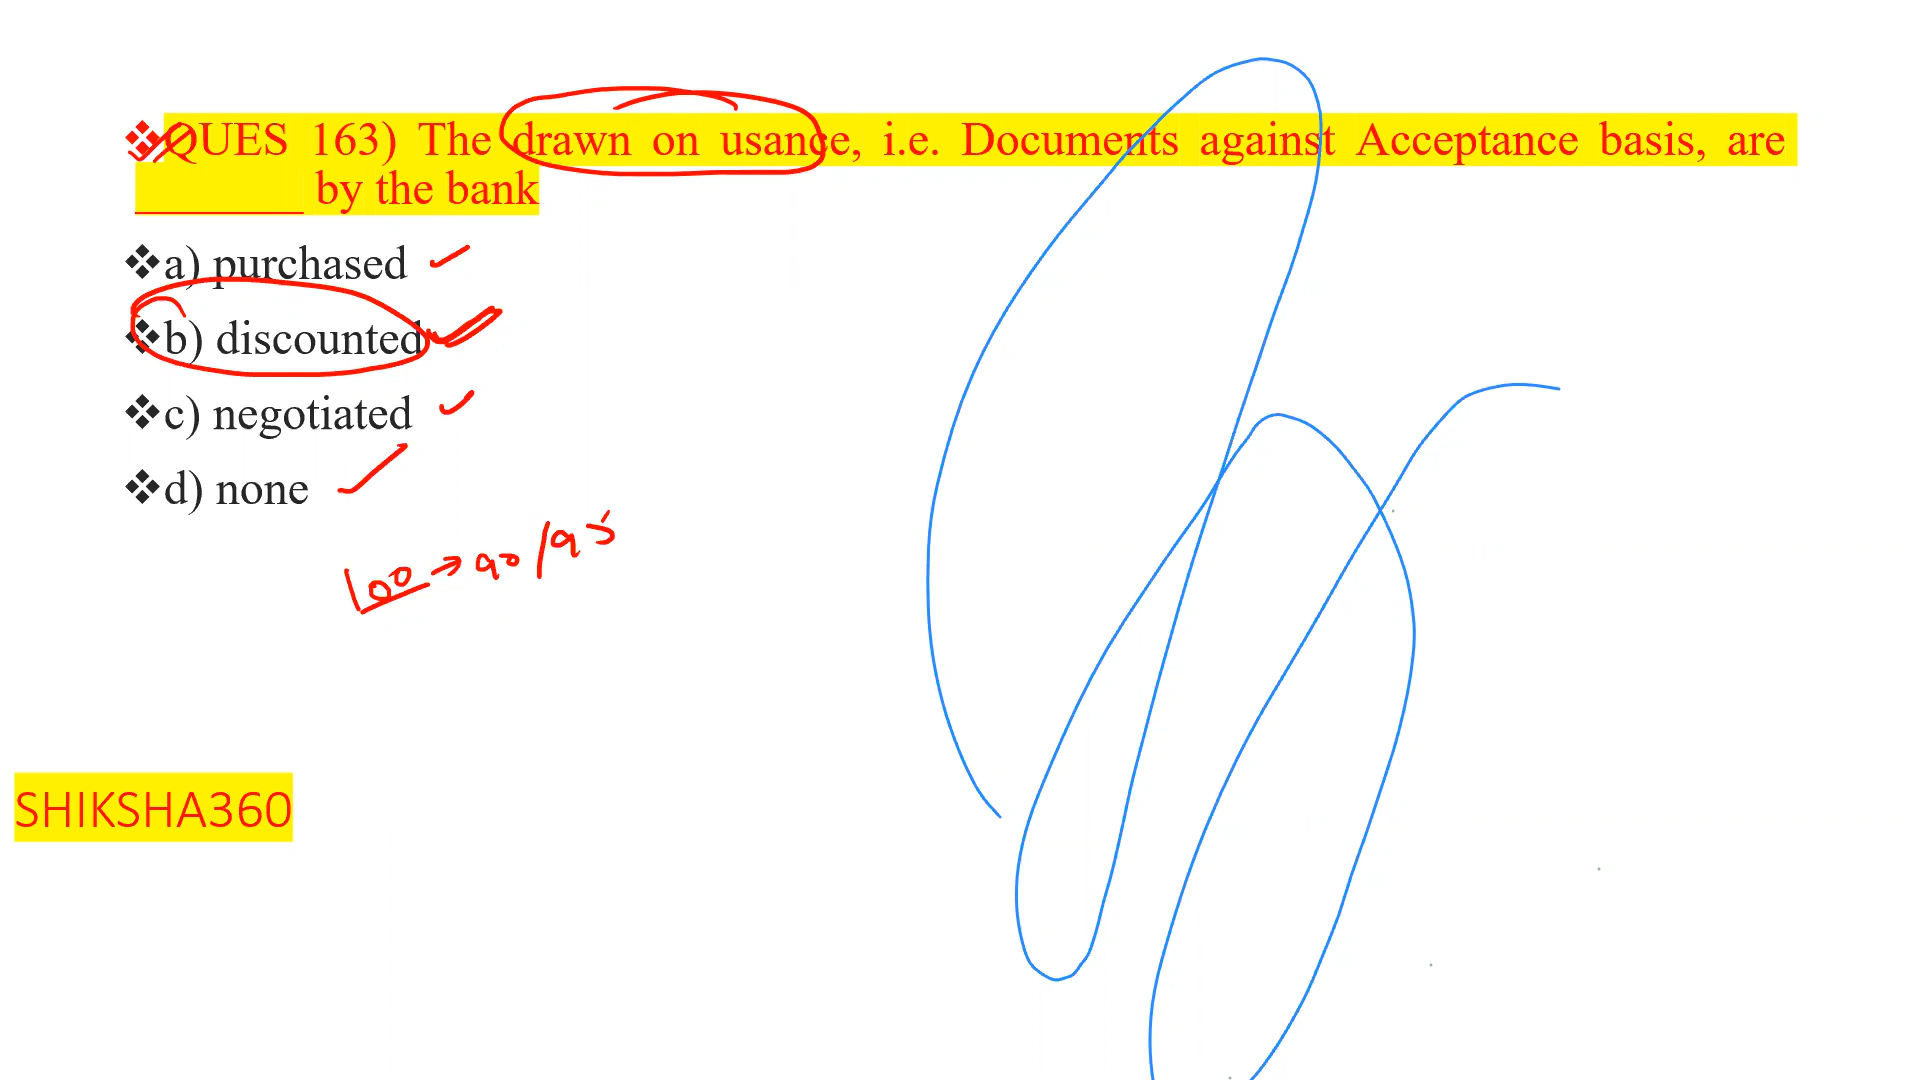 QUES 163) The drawn on usance, i.e. Documents against Acceptance basis, are
________ by the bank
a) purchased
b) discounted
c) negotiated
d) none
100 → 90/95
SHIKSHA360